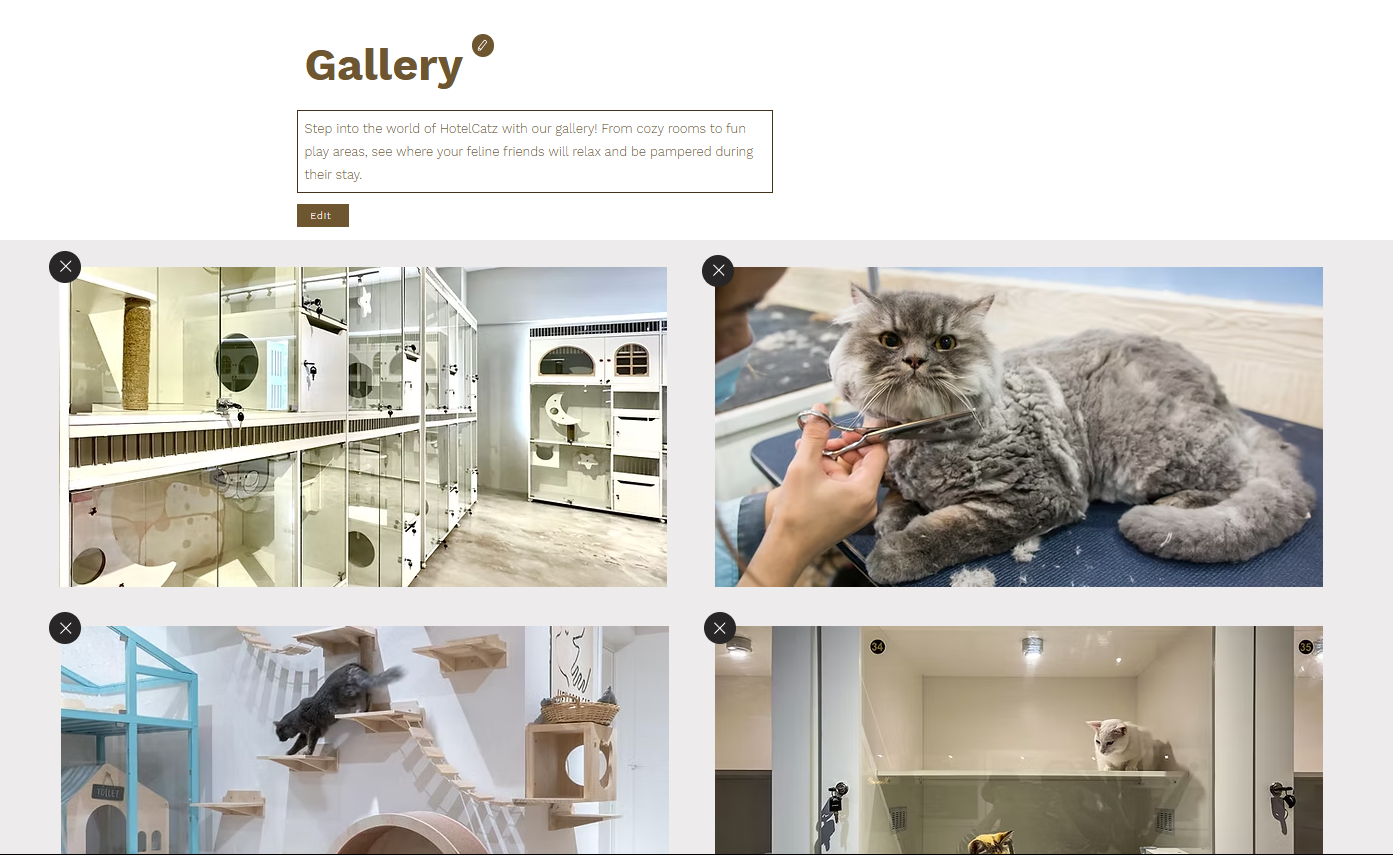 Gallery
Step into the world of HotelCatz with our gallery! From cozy rooms to fun
play areas, see where your feline friends will relax and be pampered during
their stay.
EdIt
34
35
TOILET